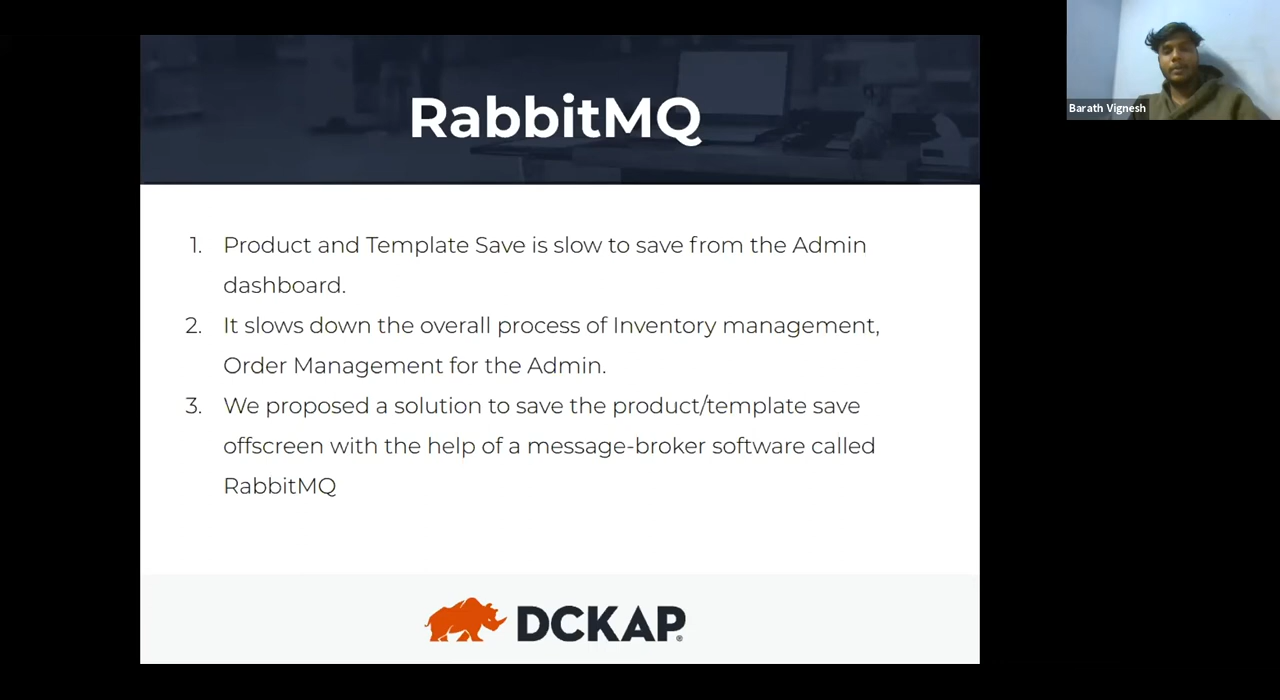 RabbitMQ
Barath Vignesh
1. Product and Template Save is slow to save from the Admin
dashboard.
2. It slows down the overall process of Inventory management,
Order Management for the Admin.
3. We proposed a solution to save the product/template save
offscreen with the help of a message-broker software called
RabbitMQ
DCKAP®